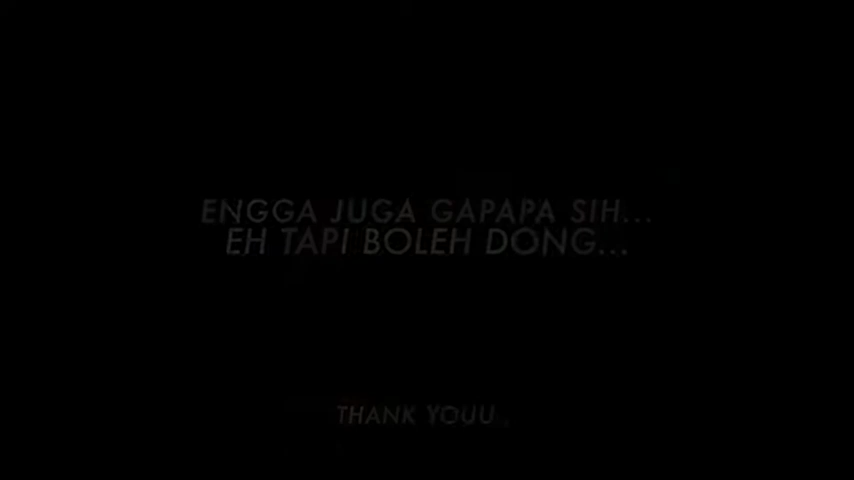 ENGGA JUGA GAPAPA SIH...
EH TAPI BOLEH DONG...
THANK YOUU..